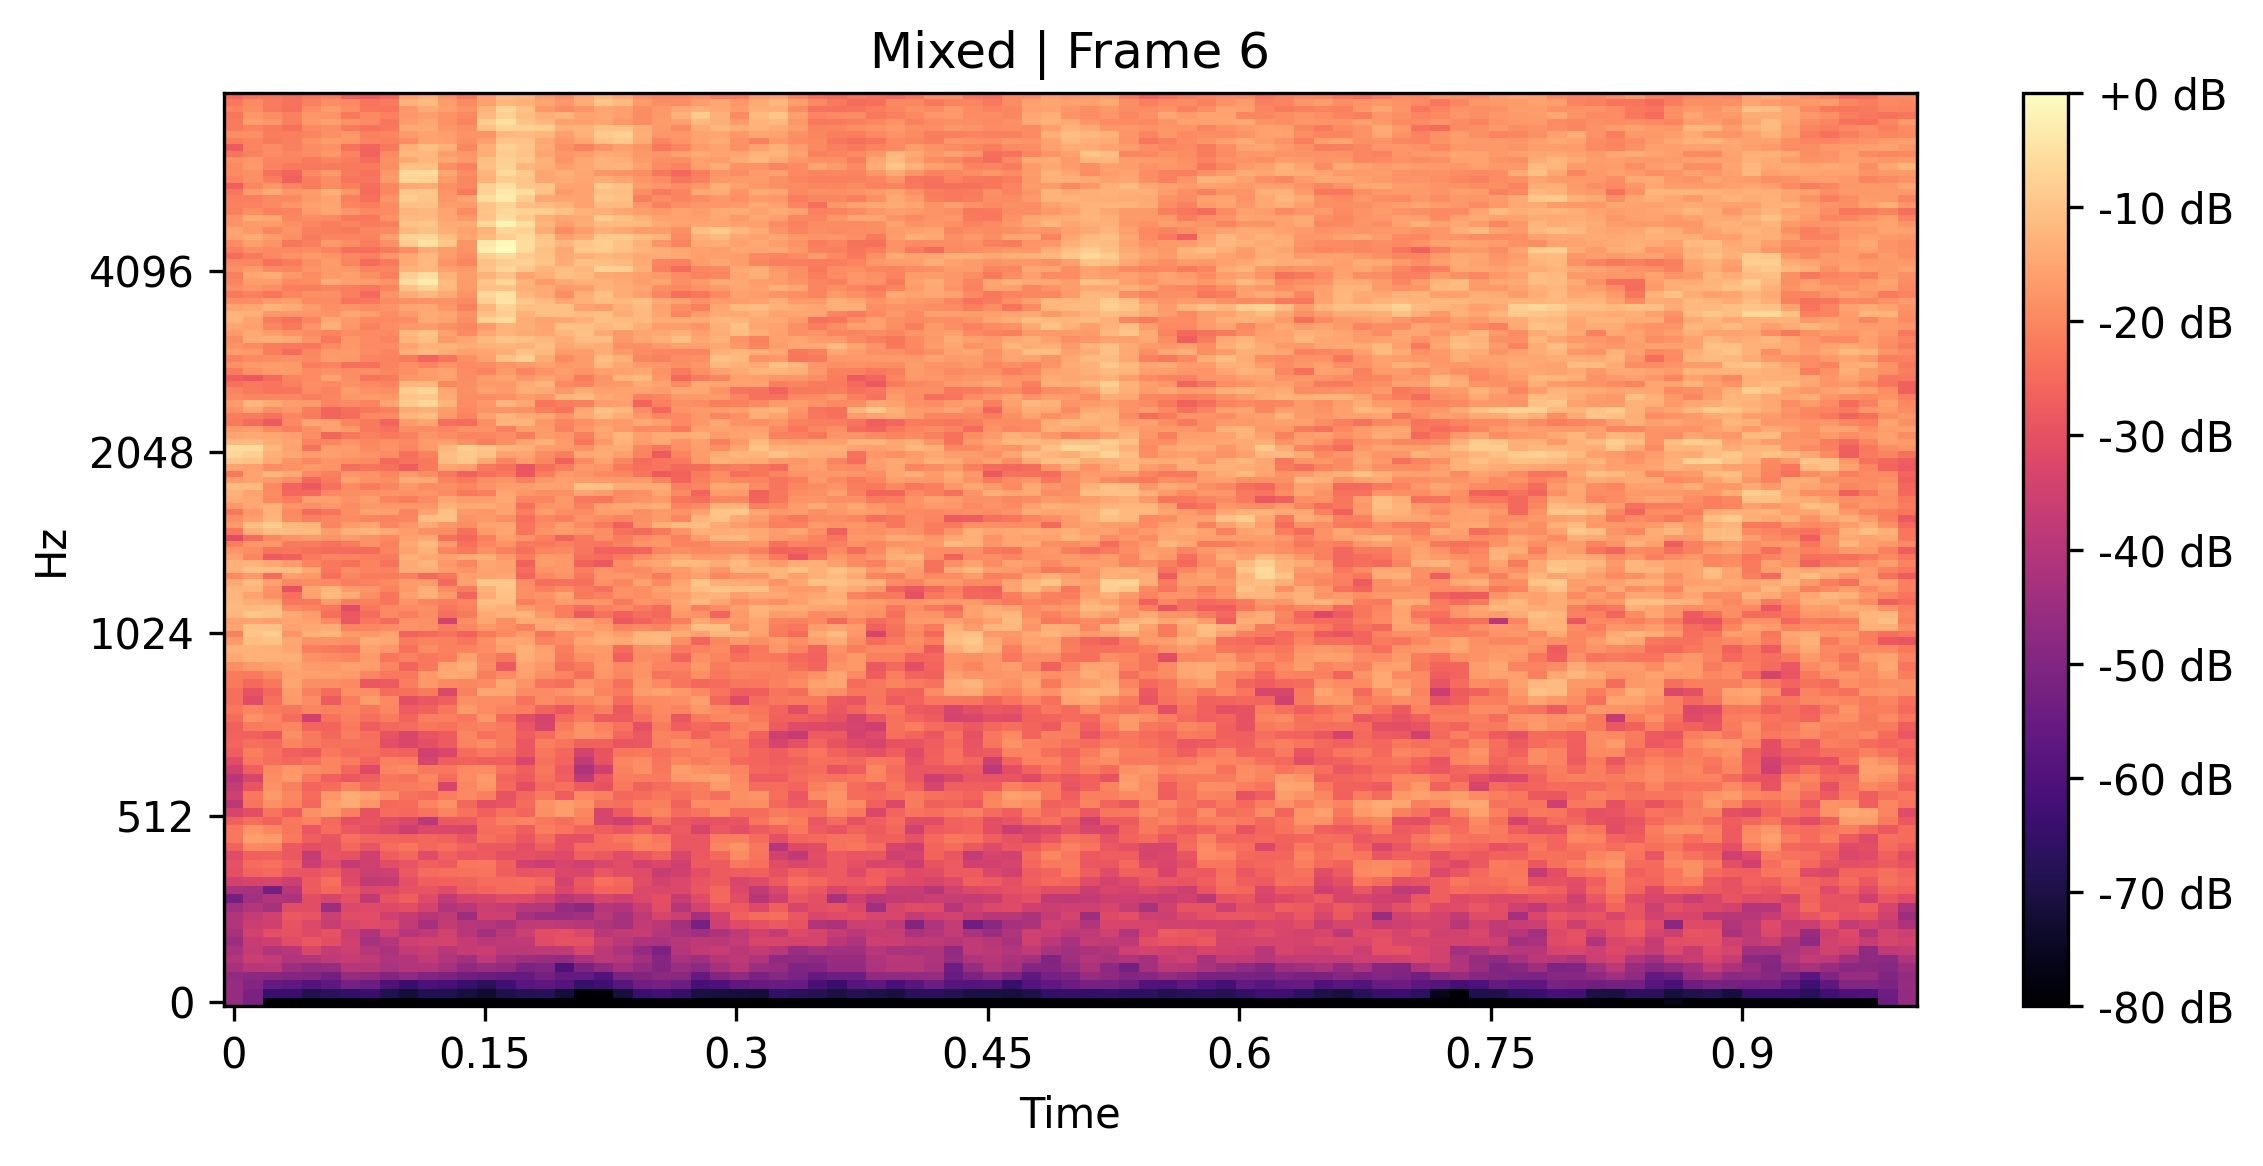 Mixed | Frame 6
Hz
4096
2048
1024
512
0
0 0.15 0.3 0.45 0.6 0.75 0.9
Time
+0 dB
-10 dB
-20 dB
-30 dB
-40 dB
-50 dB
-60 dB
-70 dB
-80 dB